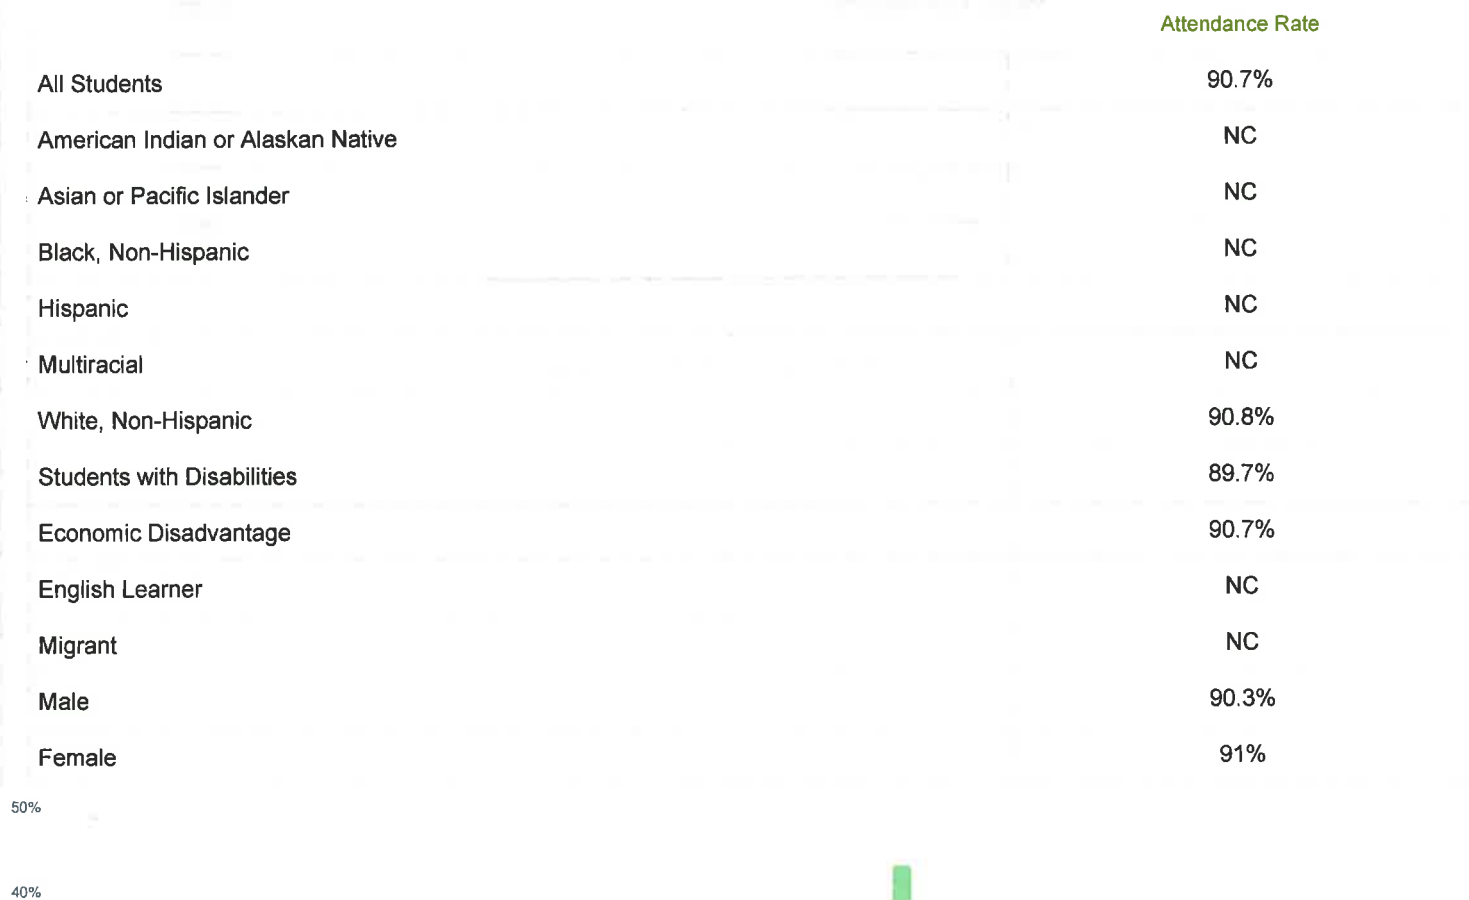 Attendance Rate
All Students 90.7%
American Indian or Alaskan Native NC
Asian or Pacific Islander NC
Black, Non-Hispanic NC
Hispanic NC
Multiracial NC
White, Non-Hispanic 90.8%
Students with Disabilities 89.7%
Economic Disadvantage 90.7%
English Learner NC
Migrant NC
Male 90.3%
Female 91%
50%
40%